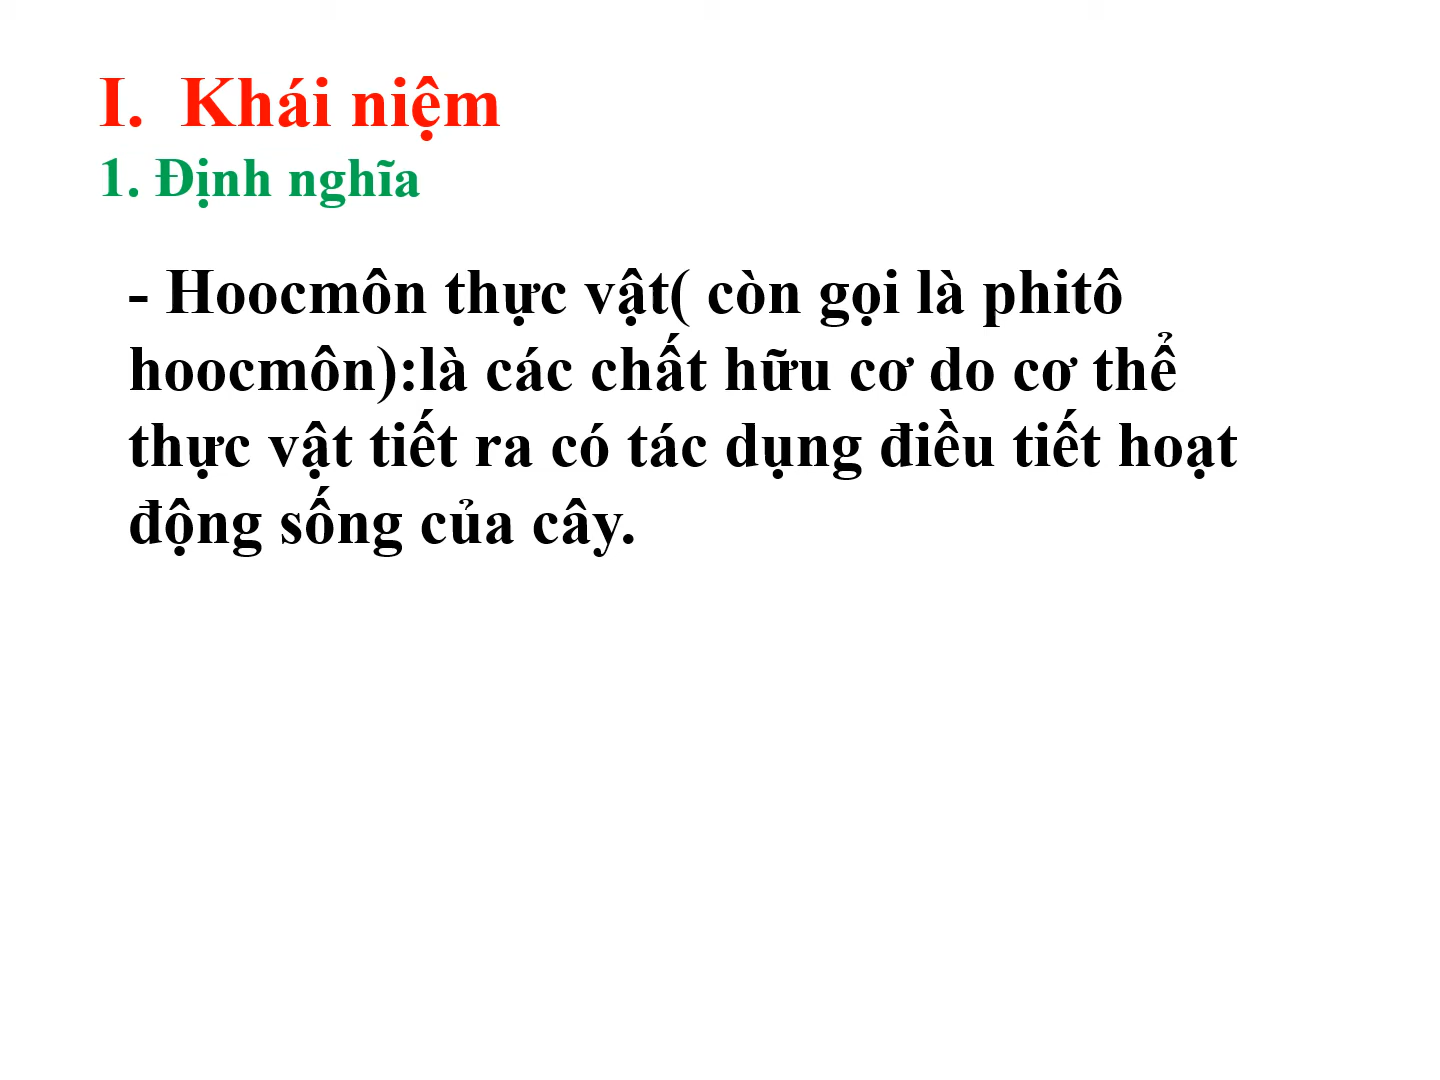 I. Khái niệm
1. Định nghĩa
- Hoocmôn thực vật( còn gọi là phitô
hoocmôn):là các chất hữu cơ do cơ thể
thực vật tiết ra có tác dụng điều tiết hoạt
động sống của cây.